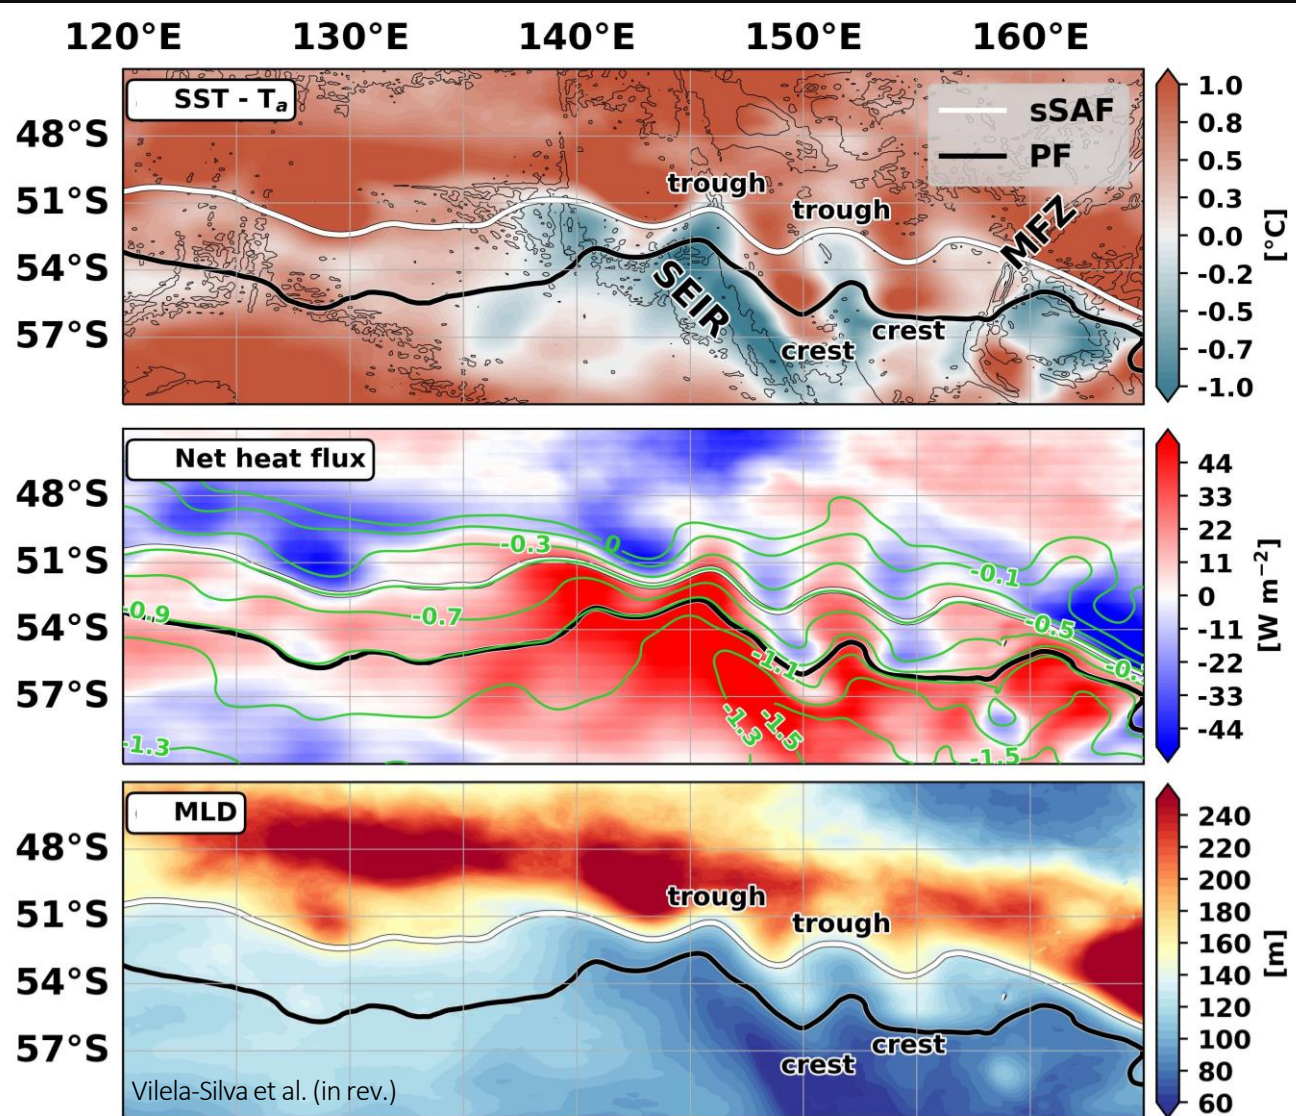 120°E 130°E 140°E 150°E 160°E
SST - Ta
sSAF
PF
48°S
51°S
54°S
57°S
trough
trough
MFZ
SEIR
crest
crest
1.0
0.8
0.5
0.3
0.0
-0.2
-0.5
-0.7
-1.0
[°C]
Net heat flux
48°S
51°S
54°S
57°S
-0.3
0
-0.1
-0.9
-0.7
-0.5
-1.1
-1.3
-1.5
-1.3
-1.5
44
33
22
11
0
-11
-22
-33
-44
[W m−2]
MLD
48°S
51°S
54°S
57°S
trough
trough
crest
crest
Vilela-Silva et al. (in rev.)
240
220
200
180
160
140
120
100
80
60
[m]